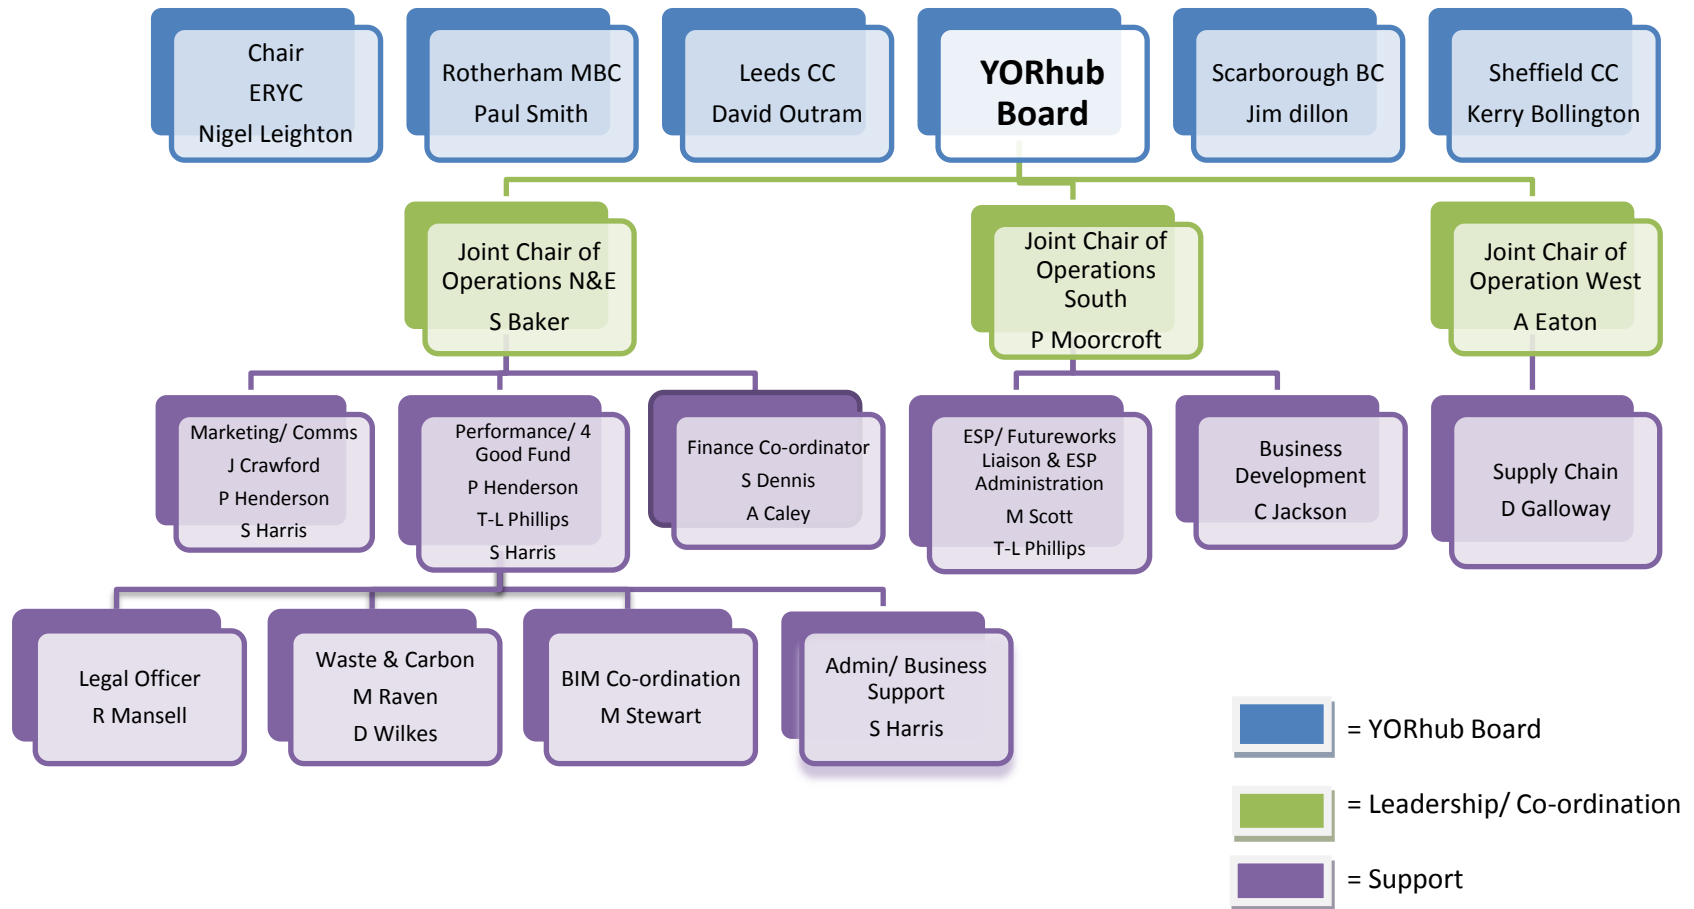 Chair
ERYC
Nigel Leighton
Rotherham MBC
Paul Smith
Leeds CC
David Outram
YORhub
Board
Scarborough BC
Jim dillon
Sheffield CC
Kerry Bollington
Joint Chair of
Operations N&E
S Baker
Joint Chair of
Operations
South
P Moorcroft
Joint Chair of
Operation West
A Eaton
Marketing/ Comms
J Crawford
P Henderson
S Harris
Performance/ 4
Good Fund
P Henderson
T-L Phillips
S Harris
Finance Co-ordinator
S Dennis
A Caley
ESP/ Futureworks
Liaison & ESP
Administration
M Scott
T-L Phillips
Business
Development
C Jackson
Supply Chain
D Galloway
Legal Officer
R Mansell
Waste & Carbon
M Raven
D Wilkes
BIM Co-ordination
M Stewart
Admin/ Business
Support
S Harris
= YORhub Board
= Leadership/ Co-ordination
= Support